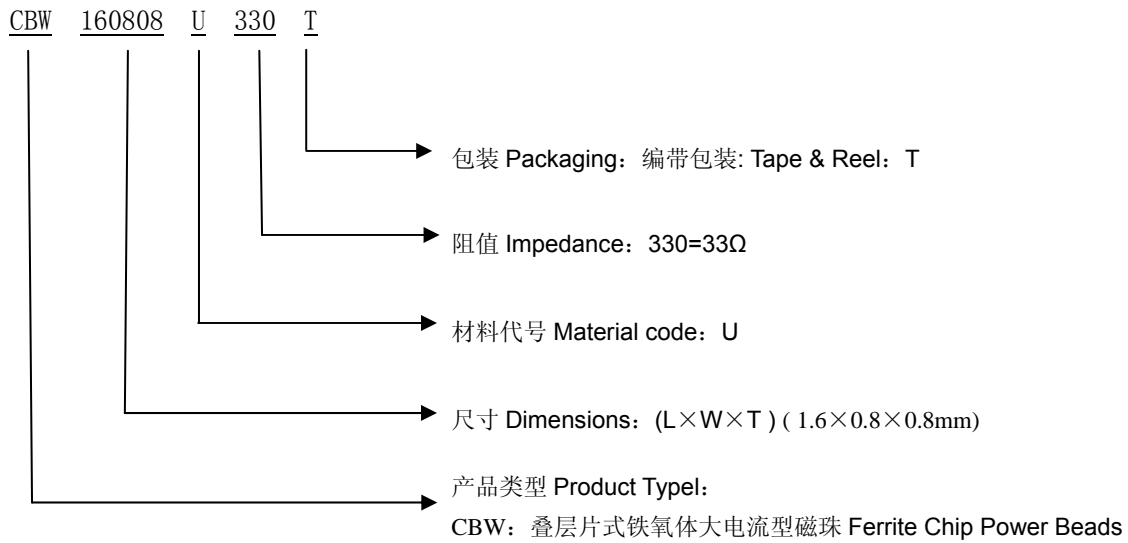 CBW 160808 U 330 T
包装 Packaging：编带包装: Tape & Reel：T
阻值 Impedance：330=33Ω
材料代号 Material code：U
尺寸 Dimensions：(L×W×T ) ( 1.6×0.8×0.8mm)
产品类型 Product Typel：
CBW：叠层片式铁氧体大电流型磁珠 Ferrite Chip Power Beads